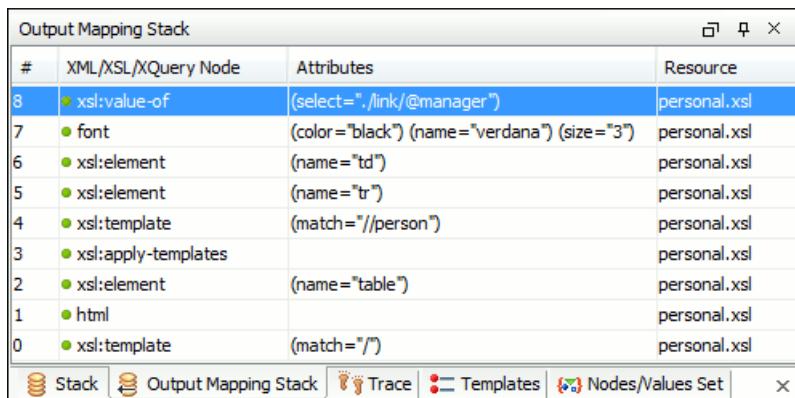 Output Mapping Stack
# XML/XSL/XQuery Node Attributes Resource
8 xsl:value-of (select="./link/@manager") personal.xsl
7 font (color="black") (name="verdana") (size="3") personal.xsl
6 xsl:element (name="td") personal.xsl
5 xsl:element (name="tr") personal.xsl
4 xsl:template (match="//person") personal.xsl
3 xsl:apply-templates personal.xsl
2 xsl:element (name="table") personal.xsl
1 html personal.xsl
0 xsl:template (match="/") personal.xsl
Stack Output Mapping Stack Trace Templates Nodes/Values Set